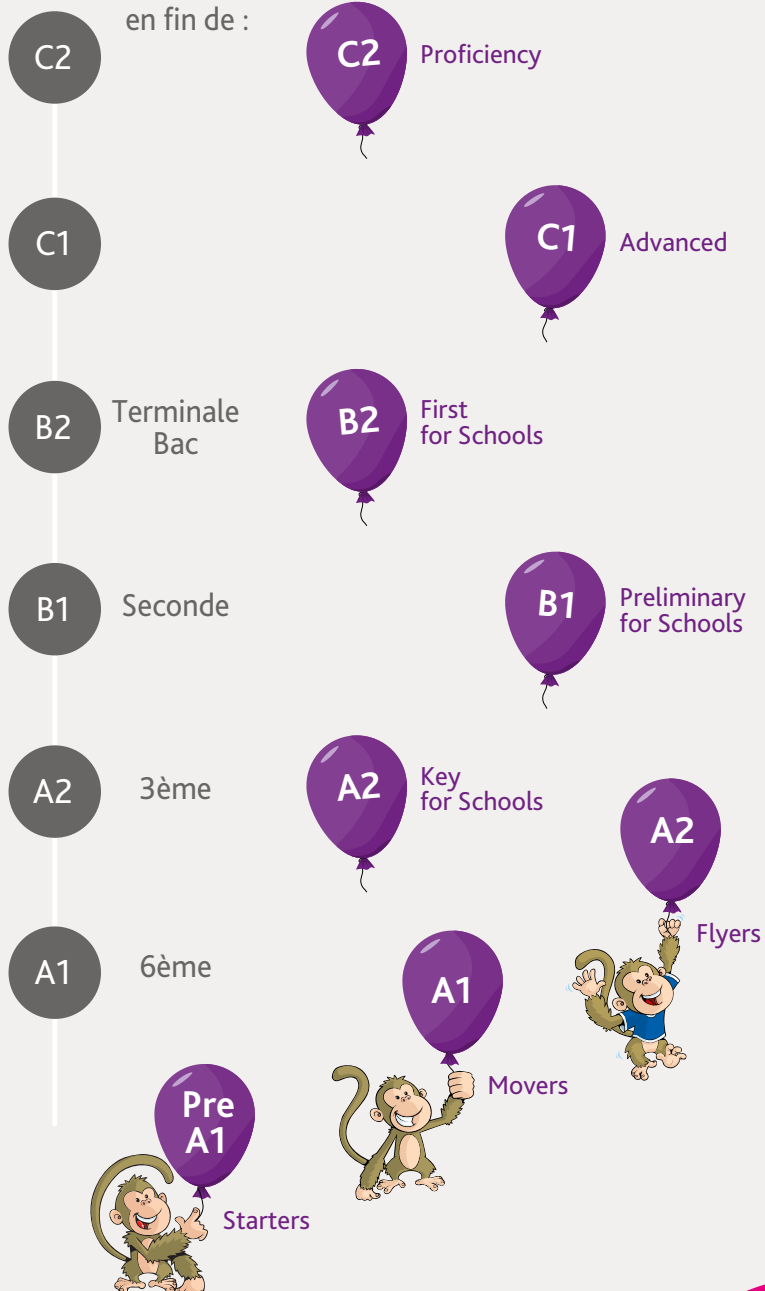 en fin de :
C2
C2
Proficiency
C1
C1
Advanced
B2
Terminale
Bac
B2
First
for Schools
B1
Seconde
B1
Preliminary
for Schools
A2
3ème
A2
Key
for Schools
A2
Flyers
A1
6ème
A1
Movers
Pre
A1
Starters